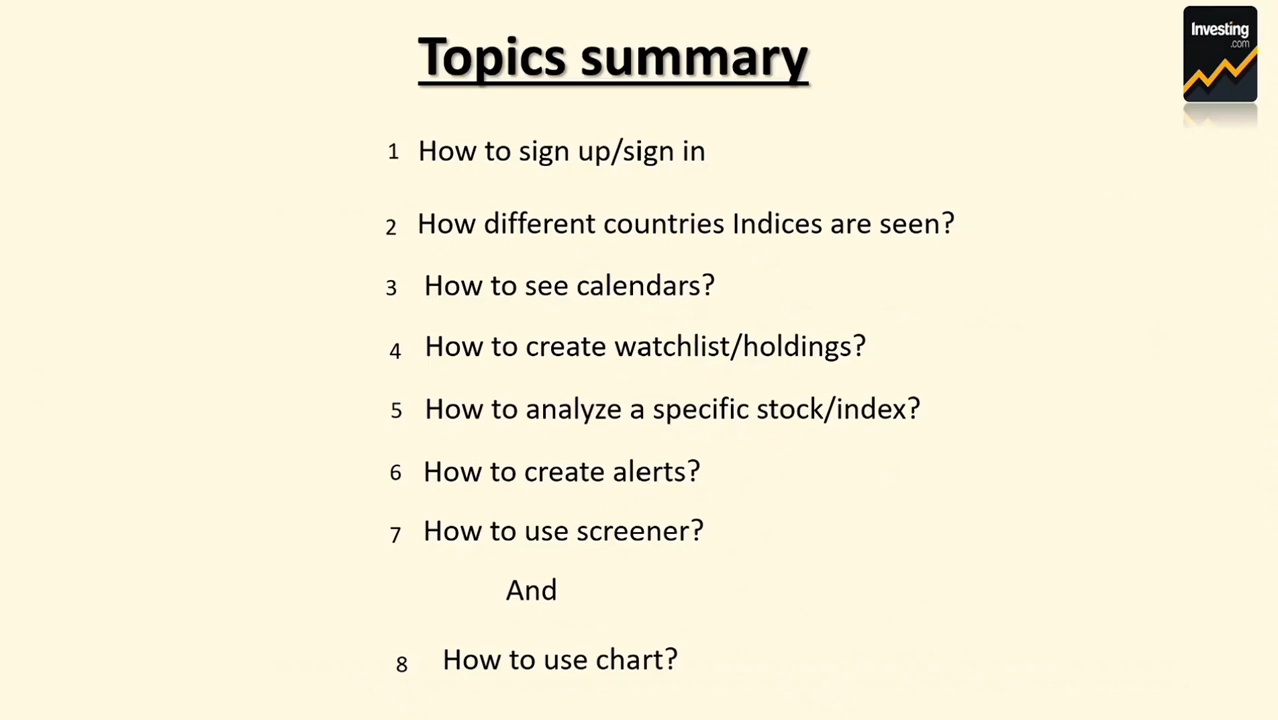 Topics summary
Investing
.com
1 How to sign up/sign in
2 How different countries Indices are seen?
3 How to see calendars?
4 How to create watchlist/holdings?
5 How to analyze a specific stock/index?
6 How to create alerts?
7 How to use screener?
And
8 How to use chart?